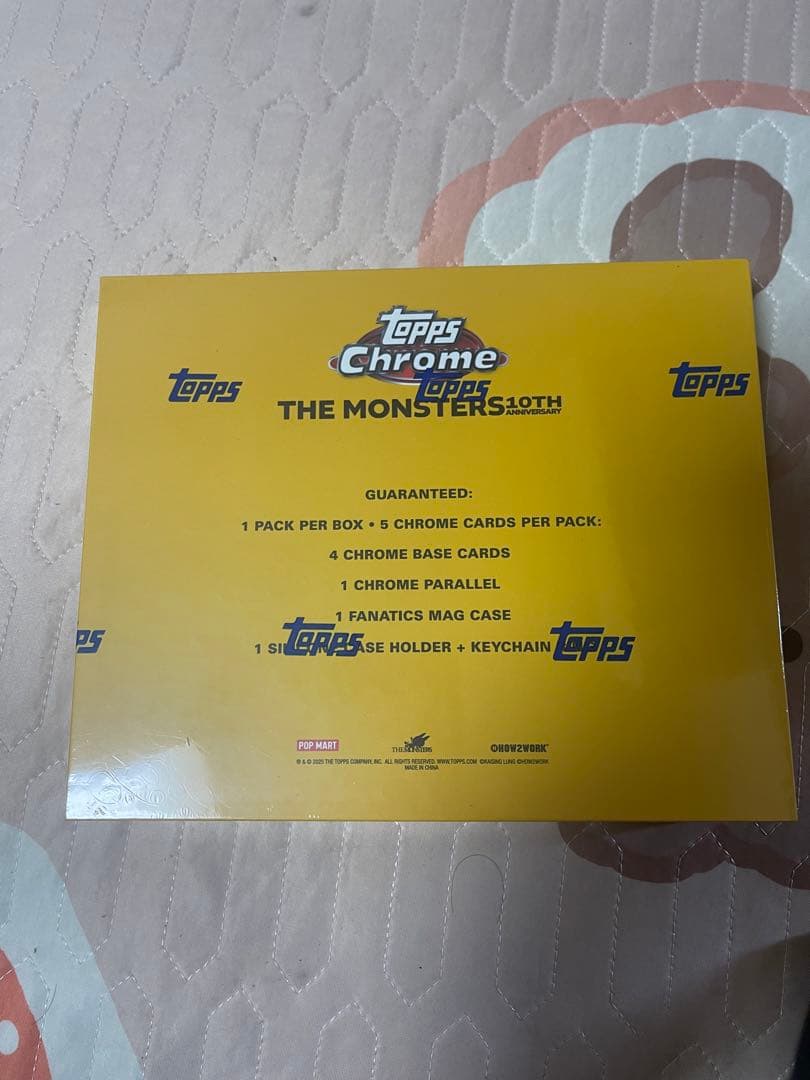 Topps
Chrome
Topps Topps Topps
THE MONSTERS 10TH
ANNIVERSARY
GUARANTEED:
1 PACK PER BOX • 5 CHROME CARDS PER PACK:
4 CHROME BASE CARDS
1 CHROME PARALLEL
1 FANATICS MAG CASE
PS Topps Topps
1 CASE HOLDER + KEYCHAIN
POP MART THE MONSTERS HOW2WORK
® & © 2025 THE TOPPS COMPANY, INC. ALL RIGHTS RESERVED. WWW.TOPPS.COM ©KASING LUNG ©HOW2WORK
MADE IN CHINA